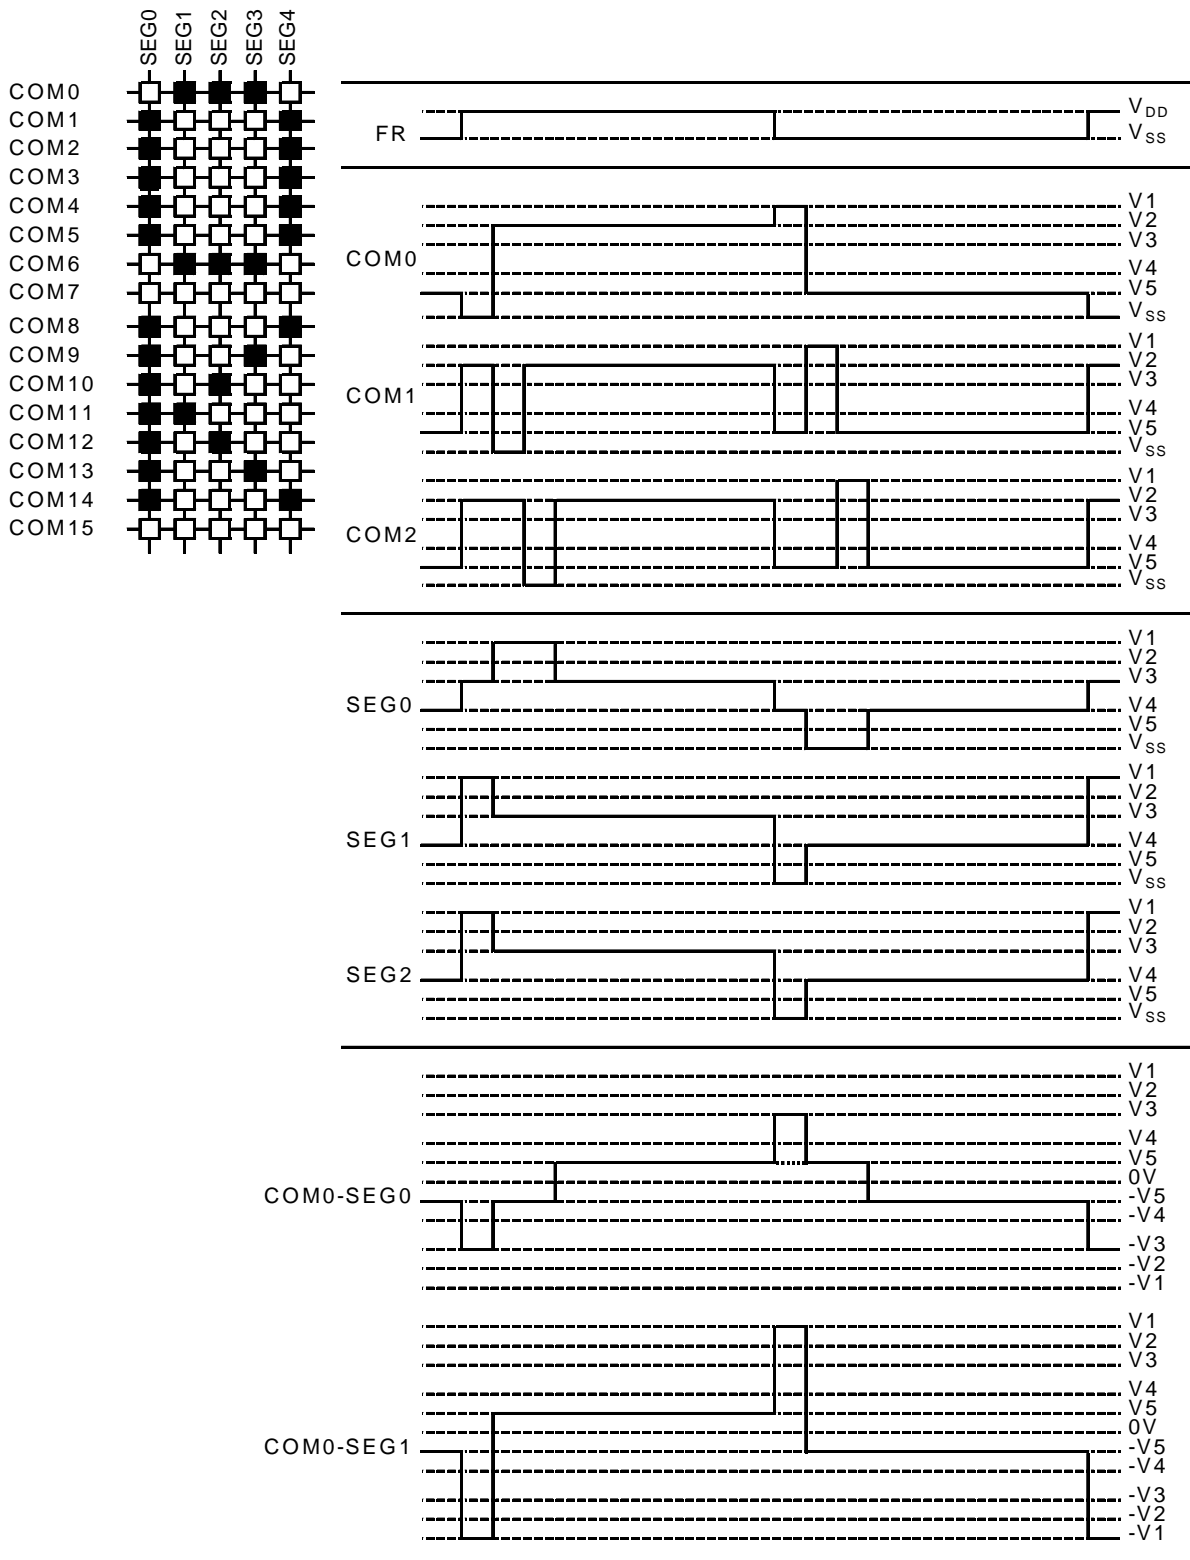 SEG0
SEG1
SEG2
SEG3
SEG4
COM0
COM1
COM2
COM3
COM4
COM5
COM6
COM7
COM8
COM9
COM10
COM11
COM12
COM13
COM14
COM15
FR
VDD
VSS
COM0
V1
V2
V3
V4
V5
VSS
COM1
V1
V2
V3
V4
V5
VSS
COM2
V1
V2
V3
V4
V5
VSS
SEG0
V1
V2
V3
V4
V5
VSS
SEG1
V1
V2
V3
V4
V5
VSS
SEG2
V1
V2
V3
V4
V5
VSS
COM0-SEG0
V1
V2
V3
V4
V5
0V
-V5
-V4
-V3
-V2
-V1
COM0-SEG1
V1
V2
V3
V4
V5
0V
-V5
-V4
-V3
-V2
-V1